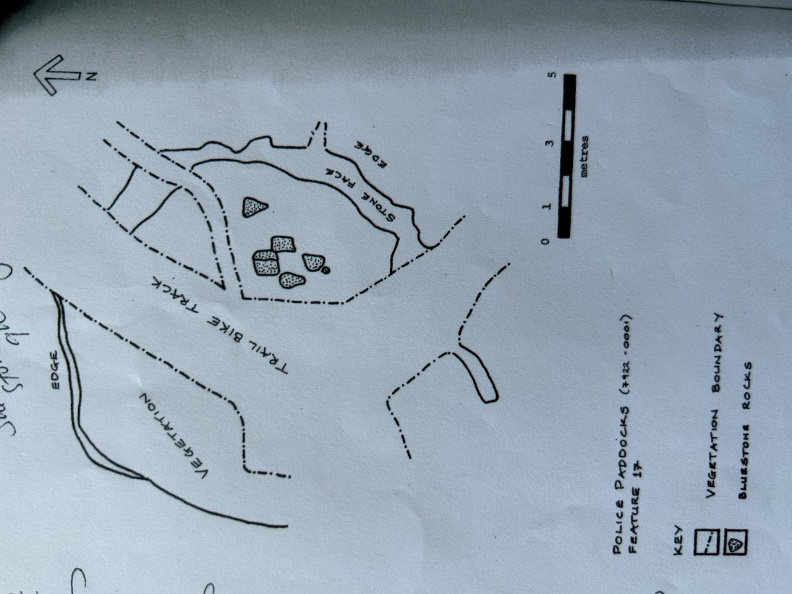 N
EDGE
STONE FACE
TRAIL BIKE TRACK
EDGE
VEGETATION
0 1 3 5
metres
POLICE PADDOCKS (7922-0001)
FEATURE 17
KEY
VEGETATION BOUNDARY
BLUESTONE ROCKS